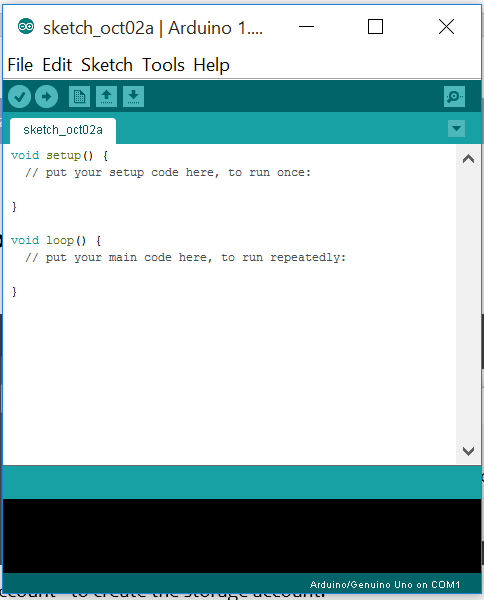 sketch_oct02a | Arduino 1....
File Edit Sketch Tools Help
sketch_oct02a
void setup() {
  // put your setup code here, to run once:
}
void loop() {
  // put your main code here, to run repeatedly:
}
Arduino/Genuino Uno on COM1
to create the storage account.